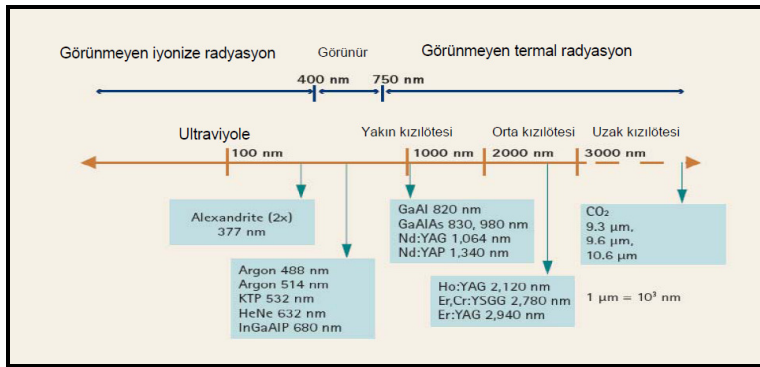 Görünmeyen iyonize radyasyon
Görünür
Görünmeyen termal radyasyon
400 nm
750 nm
Ultraviyole
Yakın kızılötesi
Orta kızılötesi
Uzak kızılötesi
100 nm
1000 nm
2000 nm
3000 nm
Alexandrite (2x)
377 nm
Argon 488 nm
Argon 514 nm
KTP 532 nm
HeNe 632 nm
InGaAlP 680 nm
GaAl 820 nm
GaAlAs 830, 980 nm
Nd:YAG 1,064 nm
Nd:YAP 1,340 nm
Ho:YAG 2,120 nm
Er,Cr:YSGG 2,780 nm
Er:YAG 2,940 nm
CO₂
9.3 µm,
9.6 µm,
10.6 µm
1 µm = 10³ nm